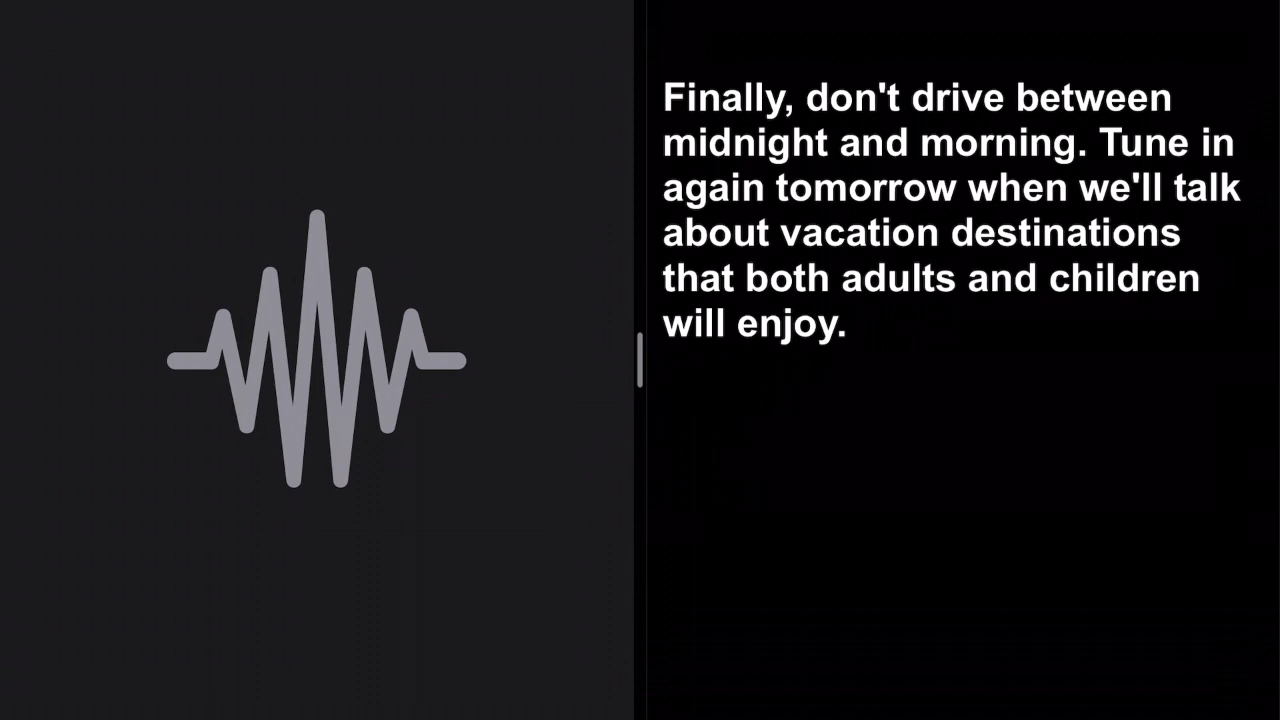 Finally, don't drive between
midnight and morning. Tune in
again tomorrow when we'll talk
about vacation destinations
that both adults and children
will enjoy.